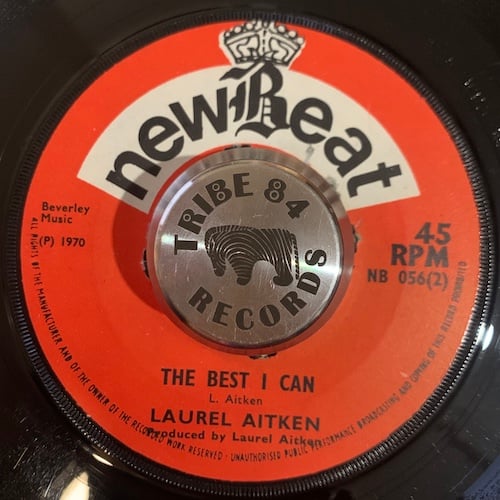 newBeat
TRIBE 84
RECORDS
Beverley
Music
(P) 1970
45
RPM
NB 056(2)
THE BEST I CAN
L. Aitken
LAUREL AITKEN
Produced by Laurel Aitken
ALL RIGHTS OF THE MANUFACTURER AND OF THE OWNER OF THE RECORDED WORK RESERVED - UNAUTHORISED PUBLIC PERFORMANCE BROADCASTING AND COPYING OF THIS RECORD PROHIBITED